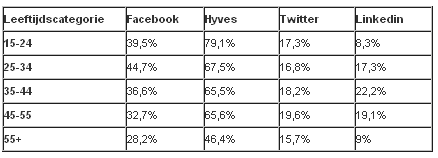 Leeftijdscategorie Facebook Hyves Twitter Linkedin
15-24 39,5% 79,1% 17,3% 8,3%
25-34 44,7% 67,5% 16,8% 17,3%
35-44 36,6% 65,5% 18,2% 22,2%
45-55 32,7% 65,6% 19,6% 19,1%
55+ 28,2% 46,4% 15,7% 9%